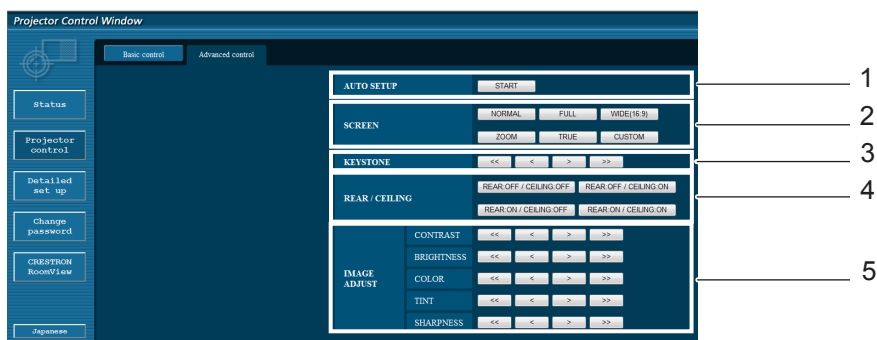 Projector Control Window
Basic control Advanced control
Status
Projector
control
Detailed
set up
Change
password
CRESTRON
RoomView
Japanese
AUTO SETUP START
SCREEN NORMAL FULL WIDE(16:9)
ZOOM TRUE CUSTOM
KEYSTONE << < > >>
REAR / CEILING REAR:OFF / CEILING:OFF REAR:OFF / CEILING:ON
REAR:ON / CEILING:OFF REAR:ON / CEILING:ON
IMAGE
ADJUST
CONTRAST << < > >>
BRIGHTNESS << < > >>
COLOR << < > >>
TINT << < > >>
SHARPNESS << < > >>
1
2
3
4
5